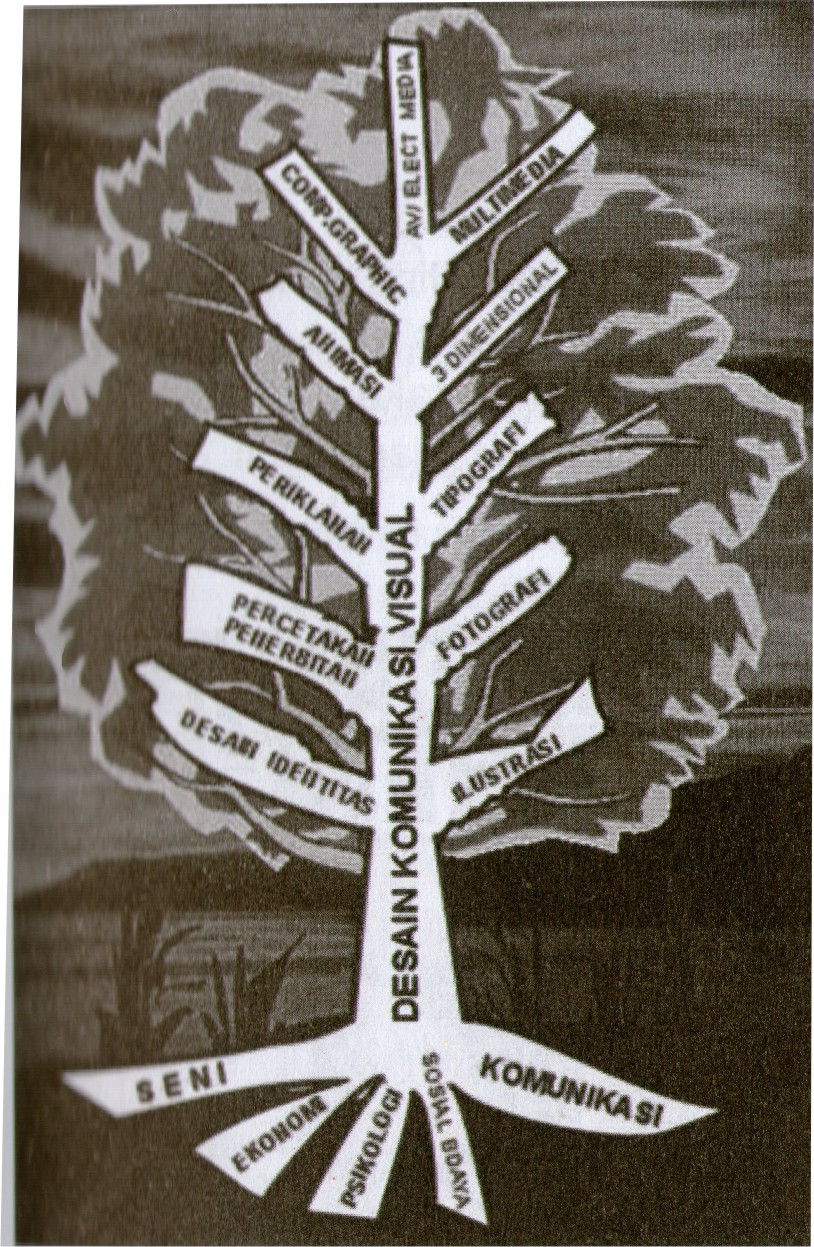 AV/ ELECT MEDIA
COMP.GRAPHIC
MULTIMEDIA
ANIMASI
3 DIMENSIONAL
PERIKLANAN
TIPOGRAFI
PERCETAKAN
PENERBITAN
FOTOGRAFI
DESAIN IDENTITAS
ILUSTRASI
DESAIN KOMUNIKASI VISUAL
SENI
EKONOMI
PSIKOLOGI
SOSIAL BDAYA
KOMUNIKASI